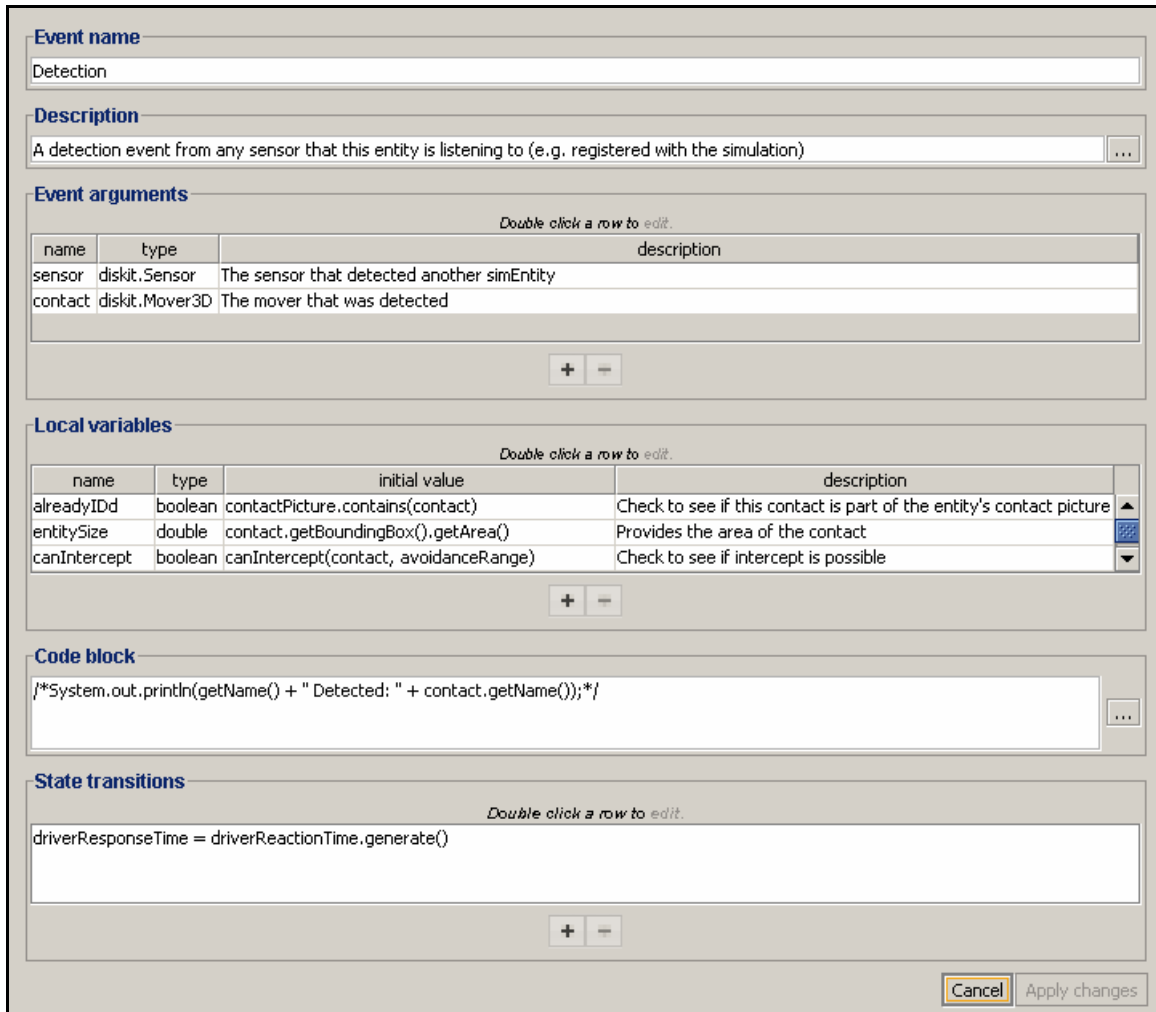 Event name
Detection
Description
A detection event from any sensor that this entity is listening to (e.g. registered with the simulation)
...
Event arguments
Double click a row to edit.
name type description
sensor diskit.Sensor The sensor that detected another simEntity
contact diskit.Mover3D The mover that was detected
+ −
Local variables
Double click a row to edit.
name type initial value description
alreadyIDd boolean contactPicture.contains(contact) Check to see if this contact is part of the entity's contact picture
entitySize double contact.getBoundingBox().getArea() Provides the area of the contact
canIntercept boolean canIntercept(contact, avoidanceRange) Check to see if intercept is possible
+ −
Code block
/*System.out.println(getName() + " Detected: " + contact.getName());*/
...
State transitions
Double click a row to edit.
driverResponseTime = driverReactionTime.generate()
+ −
Cancel Apply changes